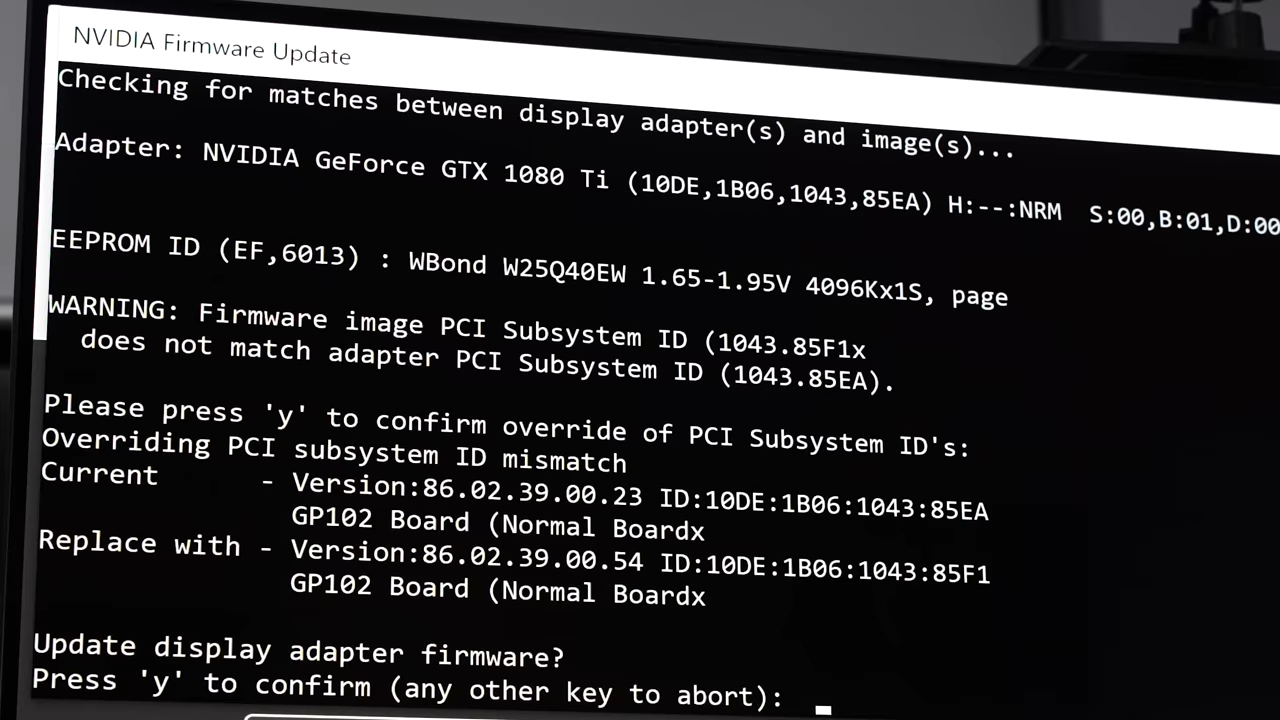 NVIDIA Firmware Update
Checking for matches between display adapter(s) and image(s)...
Adapter: NVIDIA GeForce GTX 1080 Ti (10DE,1B06,1043,85EA) H:--:NRM S:00,B:01,D:00
EEPROM ID (EF,6013) : WBond W25Q40EW 1.65-1.95V 4096Kx1S, page
WARNING: Firmware image PCI Subsystem ID (1043.85F1x
does not match adapter PCI Subsystem ID (1043.85EA).
Please press 'y' to confirm override of PCI Subsystem ID's:
Overriding PCI subsystem ID mismatch
Current - Version:86.02.39.00.23 ID:10DE:1B06:1043:85EA
GP102 Board (Normal Boardx
Replace with - Version:86.02.39.00.54 ID:10DE:1B06:1043:85F1
GP102 Board (Normal Boardx
Update display adapter firmware?
Press 'y' to confirm (any other key to abort):